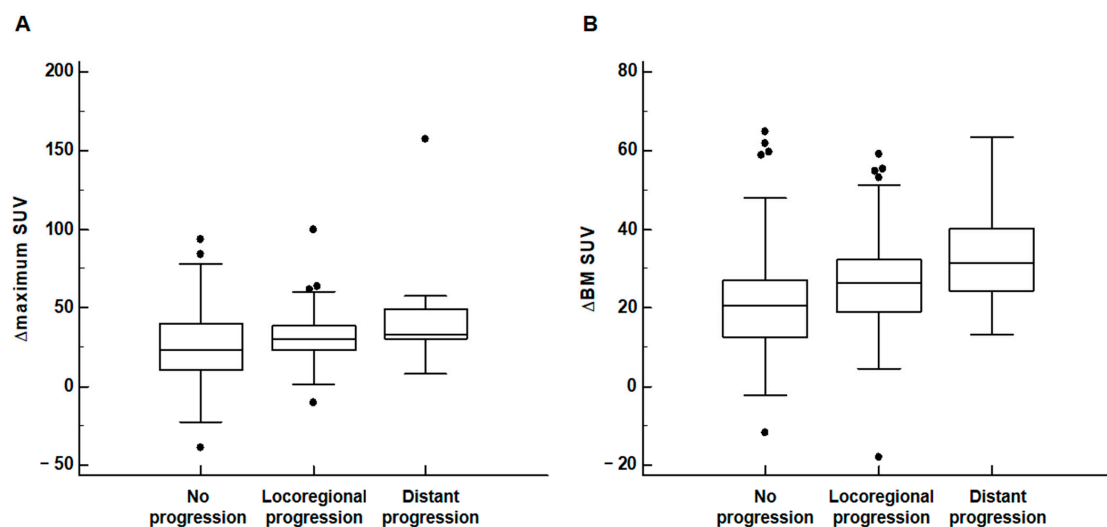 A
Δmaximum SUV
200
150
100
50
0
− 50
No
progression
Locoregional
progression
Distant
progression
B
ΔBM SUV
80
60
40
20
0
− 20
No
progression
Locoregional
progression
Distant
progression